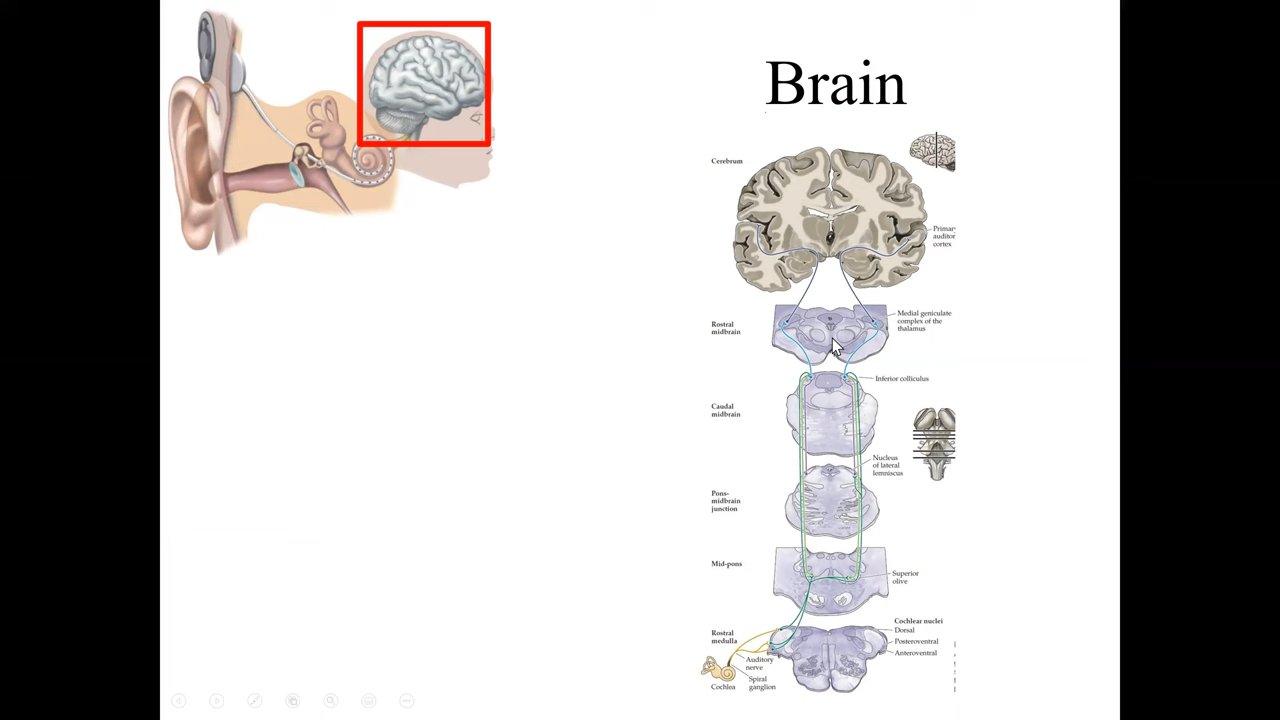 Brain
Cerebrum
Primary
auditor
cortex
Rostral
midbrain
Medial geniculate
complex of the
thalamus
Inferior colliculus
Caudal
midbrain
Nucleus
of lateral
lemniscus
Pons-
midbrain
junction
Mid-pons
Superior
olive
Cochlear nuclei
Rostral
medulla
Dorsal
Posteroventral
Anteroventral
Auditory
nerve
Spiral
ganglion
Cochlea